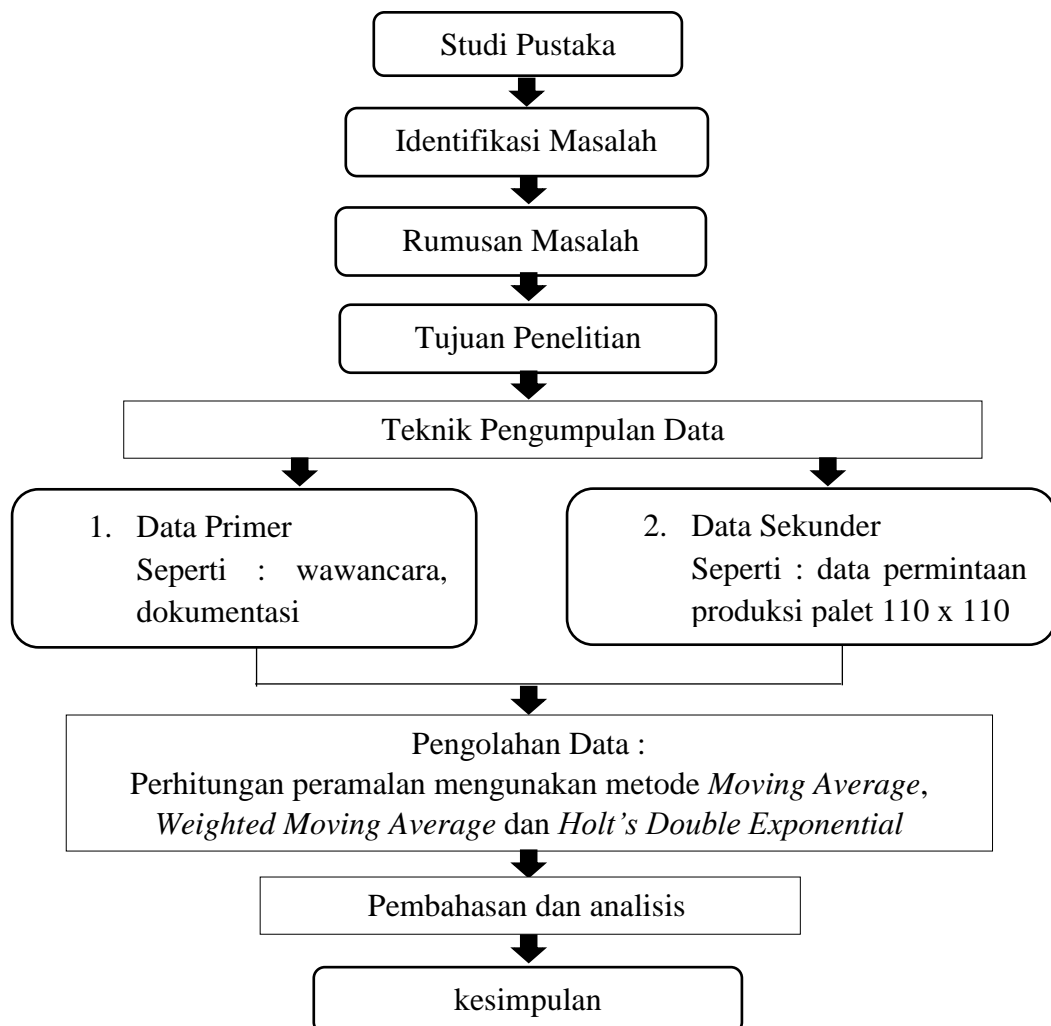 Studi Pustaka
Identifikasi Masalah
Rumusan Masalah
Tujuan Penelitian
Teknik Pengumpulan Data
1. Data Primer
Seperti : wawancara,
dokumentasi
2. Data Sekunder
Seperti : data permintaan
produksi palet 110 x 110
Pengolahan Data :
Perhitungan peramalan mengunakan metode Moving Average,
Weighted Moving Average dan Holt’s Double Exponential
Pembahasan dan analisis
kesimpulan